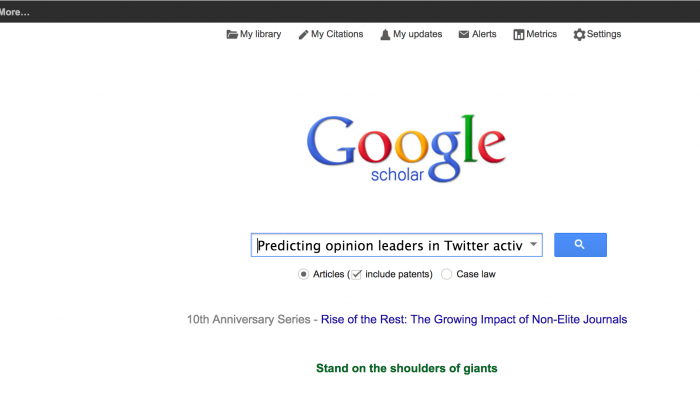 More...
My library My Citations My updates Alerts Metrics Settings
Google
scholar
Predicting opinion leaders in Twitter activ
Articles (include patents) Case law
10th Anniversary Series - Rise of the Rest: The Growing Impact of Non-Elite Journals
Stand on the shoulders of giants